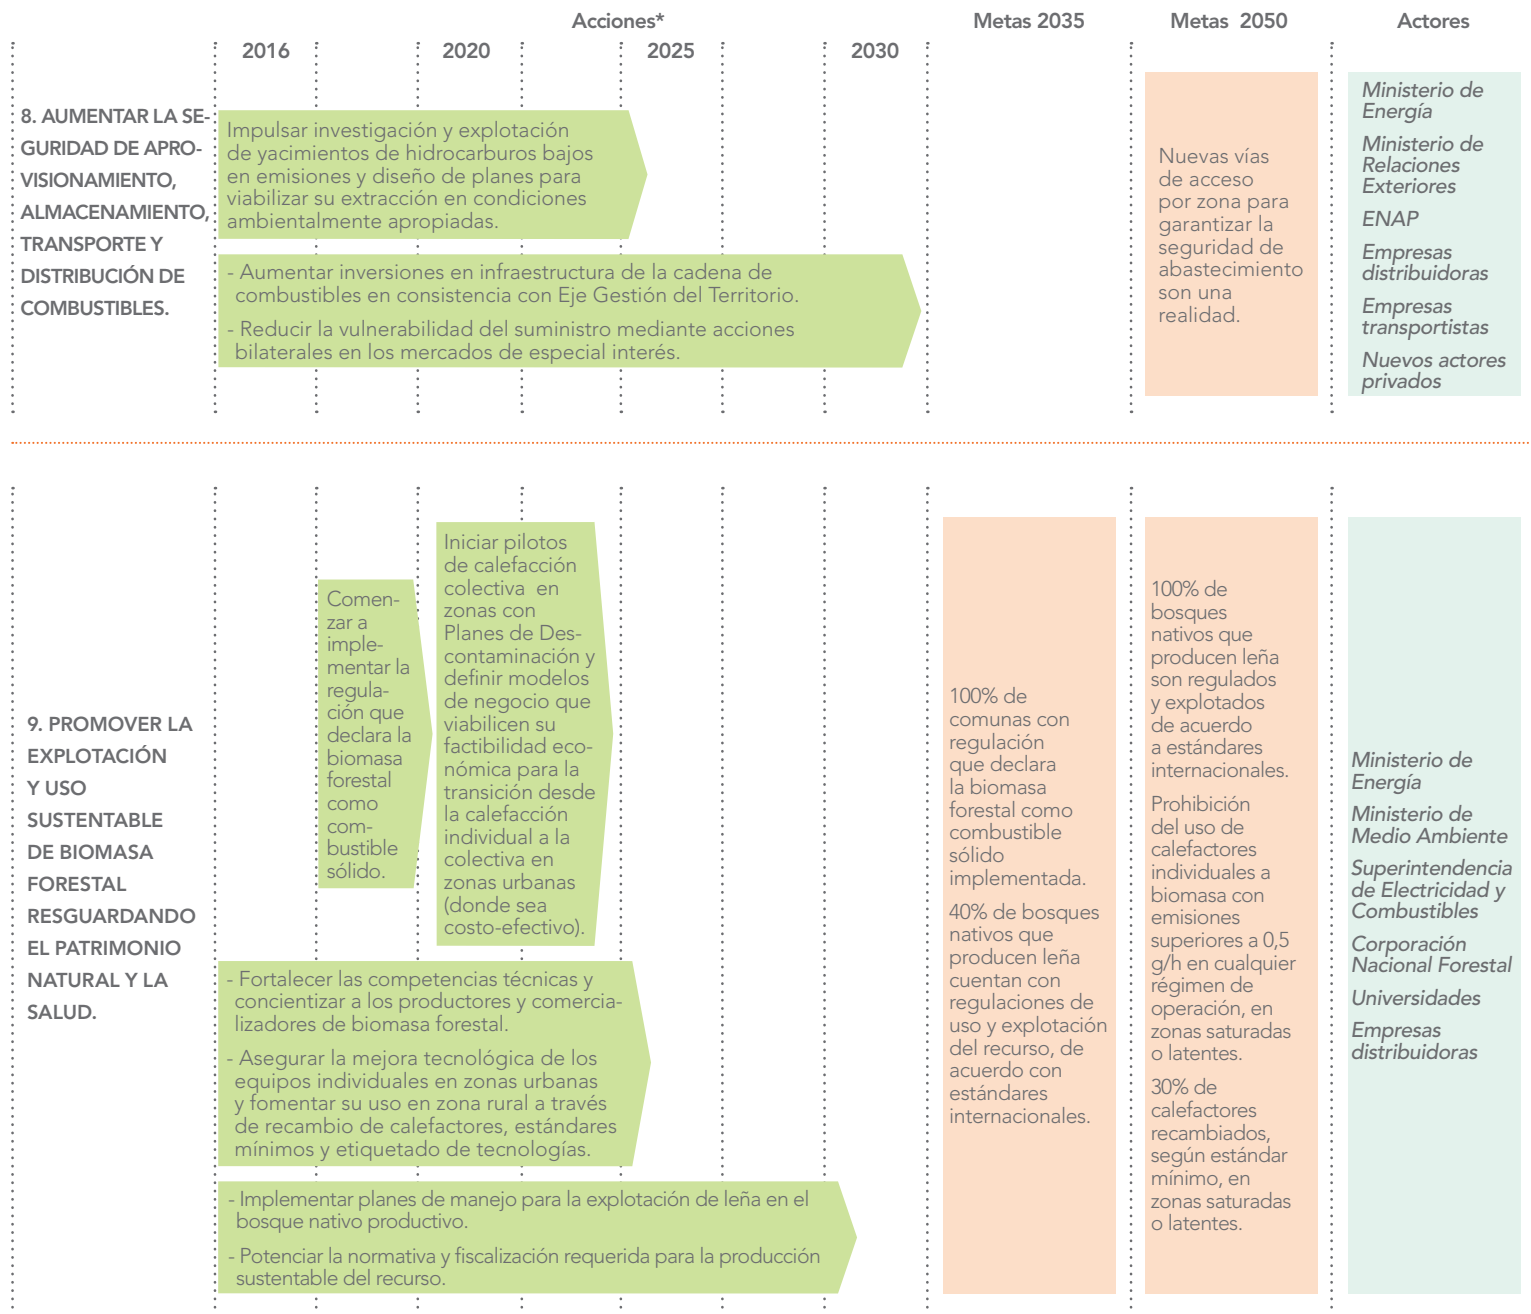 Acciones*
Metas 2035
Metas 2050
Actores
2016
2020
2025
2030
8. AUMENTAR LA SE-
GURIDAD DE APRO-
VISIONAMIENTO,
ALMACENAMIENTO,
TRANSPORTE Y
DISTRIBUCIÓN DE
COMBUSTIBLES.
Impulsar investigación y explotación
de yacimientos de hidrocarburos bajos
en emisiones y diseño de planes para
viabilizar su extracción en condiciones
ambientalmente apropiadas.
- Aumentar inversiones en infraestructura de la cadena de
combustibles en consistencia con Eje Gestión del Territorio.
- Reducir la vulnerabilidad del suministro mediante acciones
bilaterales en los mercados de especial interés.
Nuevas vías
de acceso
por zona para
garantizar la
seguridad de
abastecimiento
son una
realidad.
Ministerio de
Energía
Ministerio de
Relaciones
Exteriores
ENAP
Empresas
distribuidoras
Empresas
transportistas
Nuevos actores
privados
9. PROMOVER LA
EXPLOTACIÓN
Y USO
SUSTENTABLE
DE BIOMASA
FORESTAL
RESGUARDANDO
EL PATRIMONIO
NATURAL Y LA
SALUD.
Comen-
zar a
imple-
mentar la
regula-
ción que
declara la
biomasa
forestal
como
com-
bustible
sólido.
Iniciar pilotos
de calefacción
colectiva en
zonas con
Planes de Des-
contaminación y
definir modelos
de negocio que
viabilicen su
factibilidad eco-
nómica para la
transición desde
la calefacción
individual a la
colectiva en
zonas urbanas
(donde sea
costo-efectivo).
- Fortalecer las competencias técnicas y
concientizar a los productores y comercia-
lizadores de biomasa forestal.
- Asegurar la mejora tecnológica de los
equipos individuales en zonas urbanas
y fomentar su uso en zona rural a través
de recambio de calefactores, estándares
mínimos y etiquetado de tecnologías.
- Implementar planes de manejo para la explotación de leña en el
bosque nativo productivo.
- Potenciar la normativa y fiscalización requerida para la producción
sustentable del recurso.
100% de
comunas con
regulación
que declara
la biomasa
forestal como
combustible
sólido
implementada.
40% de bosques
nativos que
producen leña
cuentan con
regulaciones de
uso y explotación
del recurso, de
acuerdo con
estándares
internacionales.
100% de
bosques
nativos que
producen leña
son regulados
y explotados
de acuerdo
a estándares
internacionales.
Prohibición
del uso de
calefactores
individuales a
biomasa con
emisiones
superiores a 0,5
g/h en cualquier
régimen de
operación, en
zonas saturadas
o latentes.
30% de
calefactores
recambiados,
según estándar
mínimo, en
zonas saturadas
o latentes.
Ministerio de
Energía
Ministerio de
Medio Ambiente
Superintendencia
de Electricidad y
Combustibles
Corporación
Nacional Forestal
Universidades
Empresas
distribuidoras